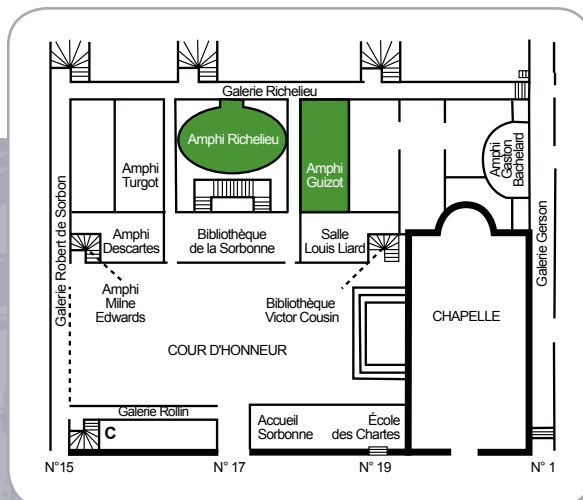 Galerie Richelieu
Galerie Robert de Sorbon
Amphi
Turgot
Amphi Richelieu
Amphi
Guizot
Amphi
Gaston
Bachelard
Galerie Gerson
Amphi
Descartes
Bibliothèque
de la Sorbonne
Salle
Louis Liard
Amphi
Milne
Edwards
Bibliothèque
Victor Cousin
CHAPELLE
COUR D'HONNEUR
Galerie Rollin
C
Accueil
Sorbonne
École
des Chartes
N°15
N° 17
N° 19
N° 1